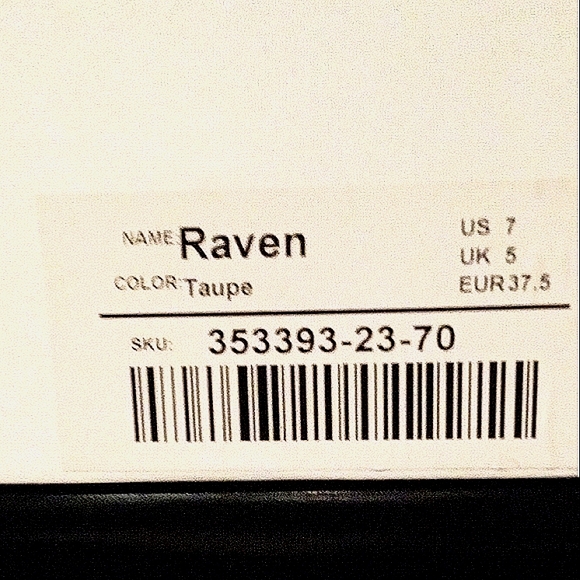 NAME: Raven
COLOR: Taupe
US 7
UK 5
EUR 37.5
SKU: 353393-23-70